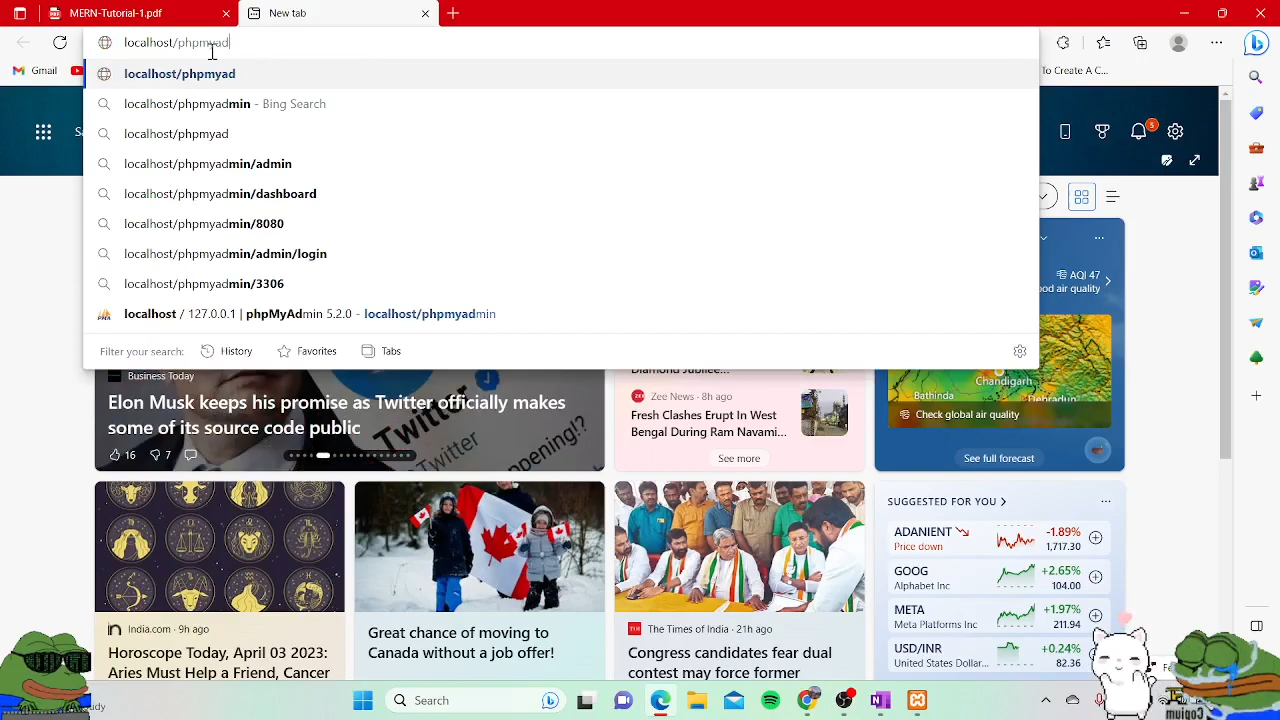 MERN-Tutorial-1.pdf
New tab
localhost/phpmyad
Gmail
To Create A C...
localhost/phpmyad
localhost/phpmyadmin - Bing Search
localhost/phpmyad
localhost/phpmyadmin/admin
localhost/phpmyadmin/dashboard
localhost/phpmyadmin/8080
localhost/phpmyadmin/admin/login
localhost/phpmyadmin/3306
localhost / 127.0.0.1 | phpMyAdmin 5.2.0 - localhost/phpmyadmin
Filter your search:
History
Favorites
Tabs
5
AQI 47
od air quality
Chandigarh
Bathinda
Dehradun
Check global air quality
See full forecast
Business Today
Elon Musk keeps his promise as Twitter officially makes
some of its source code public
16
7
Twitter
Diamond Jubilee...
Zee News · 8h ago
Fresh Clashes Erupt In West
Bengal During Ram Navami...
See more
India.com · 9h ago
Horoscope Today, April 03 2023:
Aries Must Help a Friend, Cancer
Great chance of moving to
Canada without a job offer!
The Times of India · 21h ago
Congress candidates near dual
contest may force former
SUGGESTED FOR YOU
ADANIENT
Price down
-1.89%
1,717.30
GOOG
Alphabet Inc
+2.65%
104.00
META
Meta Platforms Inc
+1.97%
211.94
USD/INR
United States Dollar...
+0.24%
82.36
Search